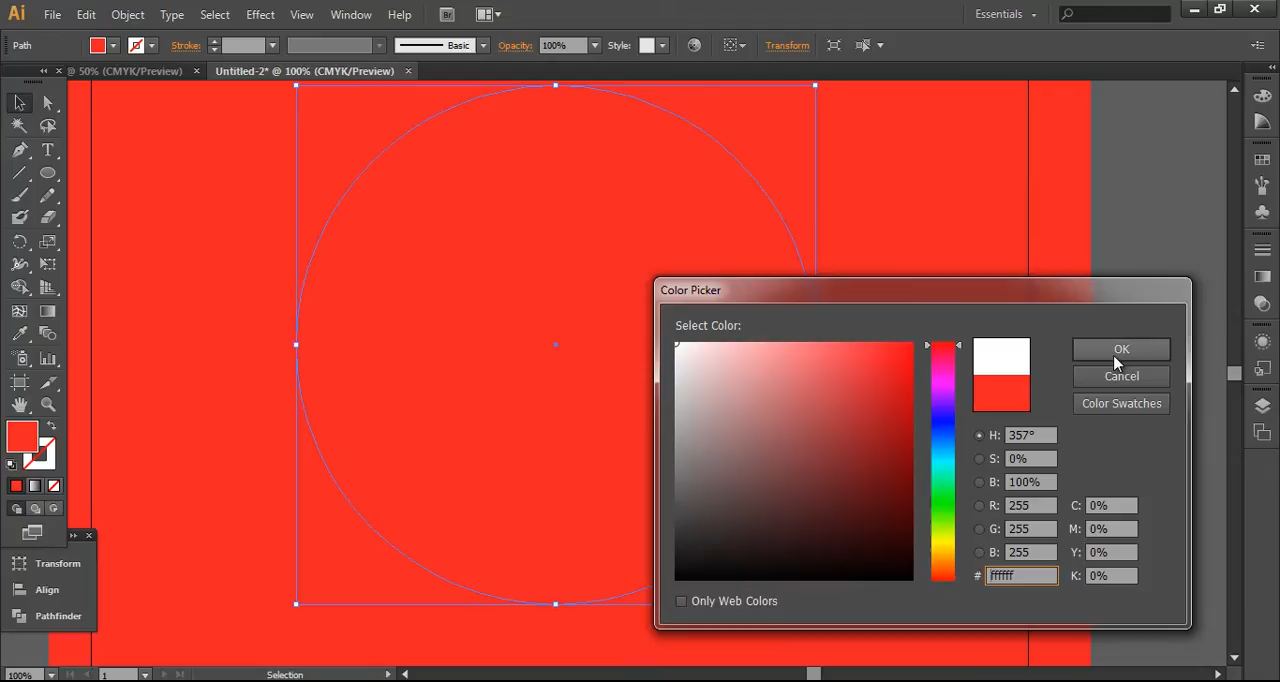 Ai File Edit Object Type Select Effect View Window Help Br Essentials
Path Stroke: Basic Opacity: 100% Style: Transform
@ 50% (CMYK/Preview) × Untitled-2* @ 100% (CMYK/Preview) ×
T
Color Picker
Select Color:
OK
Cancel
Color Swatches
H: 357°
S: 0%
B: 100%
R: 255 C: 0%
G: 255 M: 0%
B: 255 Y: 0%
# ffffff K: 0%
Only Web Colors
Transform
Align
Pathfinder
100% 1 Selection